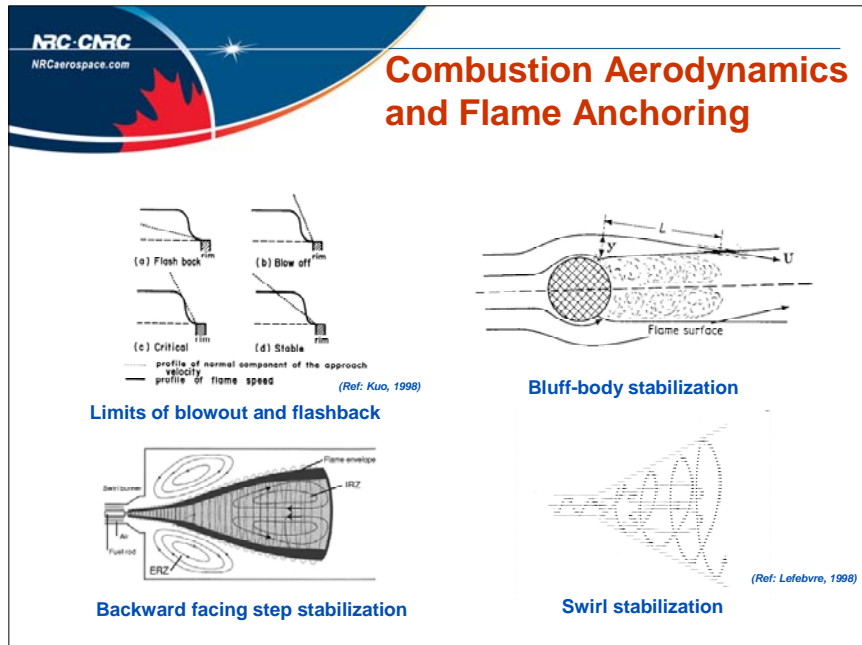 NRC·CNRC
NRCaerospace.com
Combustion Aerodynamics
and Flame Anchoring
rim
(a) Flash back
rim
(b) Blow off
rim
(c) Critical
rim
(d) Stable
profile of normal component of the approach
velocity
profile of flame speed
(Ref: Kuo, 1998)
Limits of blowout and flashback
L
y
U
Flame surface
Bluff-body stabilization
Flame envelope
Swirl burner
IRZ
Air
Fuel rod
ERZ
Backward facing step stabilization
(Ref: Lefebvre, 1998)
Swirl stabilization